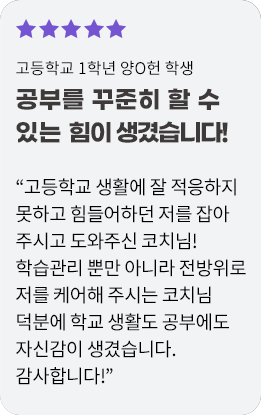 고등학교 1학년 양O헌 학생
공부를 꾸준히 할 수
있는 힘이 생겼습니다!
“고등학교 생활에 잘 적응하지
못하고 힘들어하던 저를 잡아
주시고 도와주신 코치님!
학습관리 뿐만 아니라 전방위로
저를 케어해 주시는 코치님
덕분에 학교 생활도 공부에도
자신감이 생겼습니다.
감사합니다!”